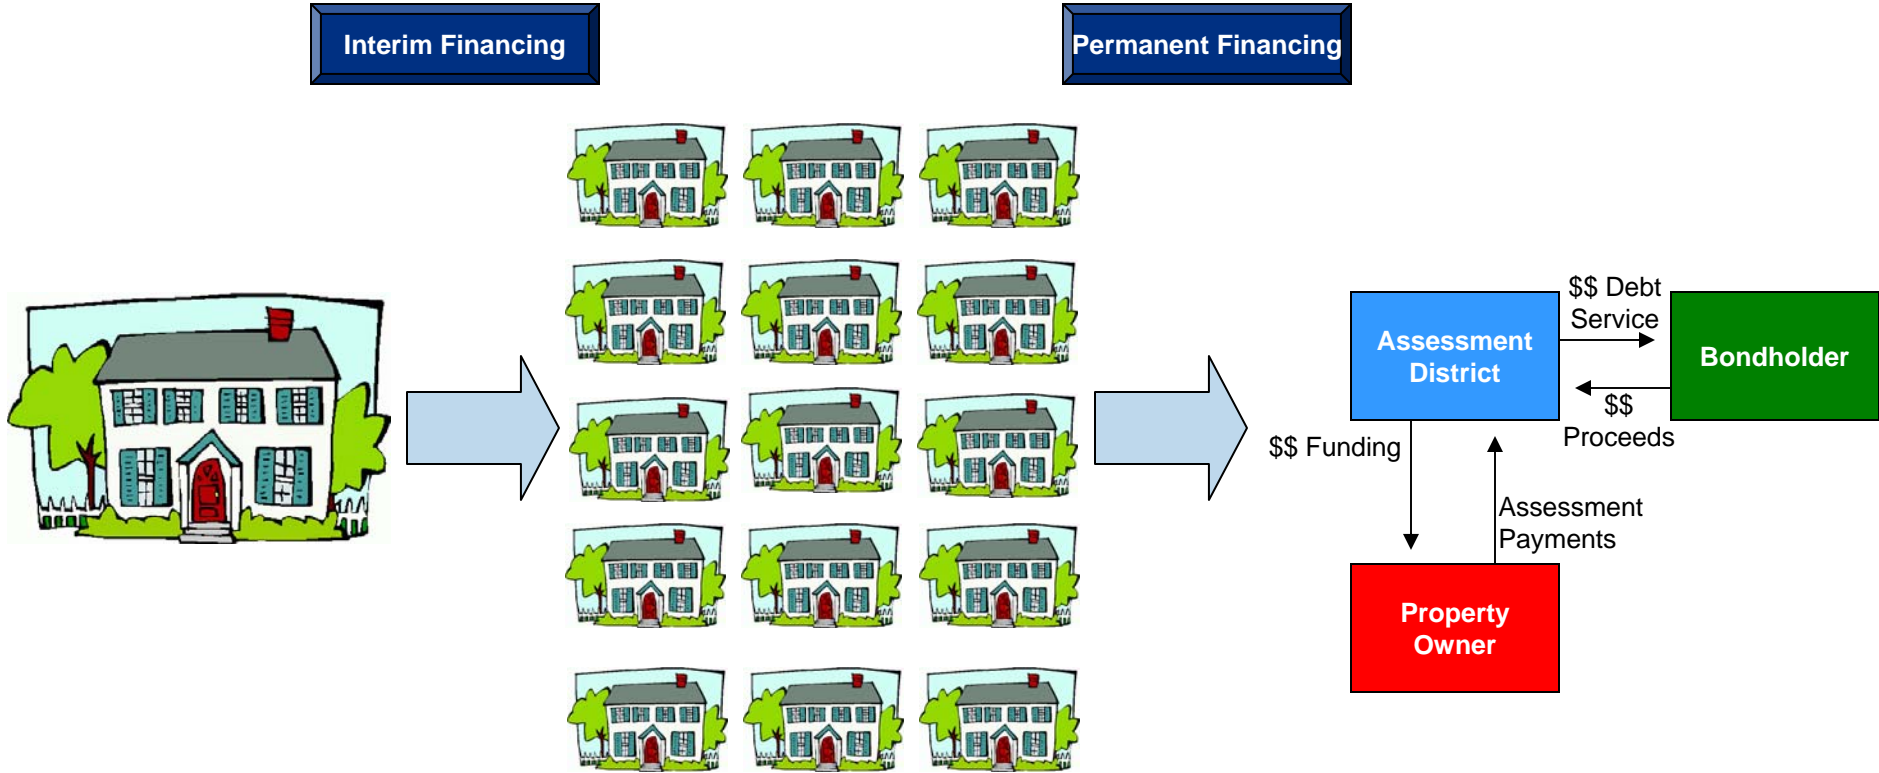 Interim Financing
Permanent Financing
$$ Debt
Service
Assessment
District
Bondholder
$$
Proceeds
$$ Funding
Assessment
Payments
Property
Owner